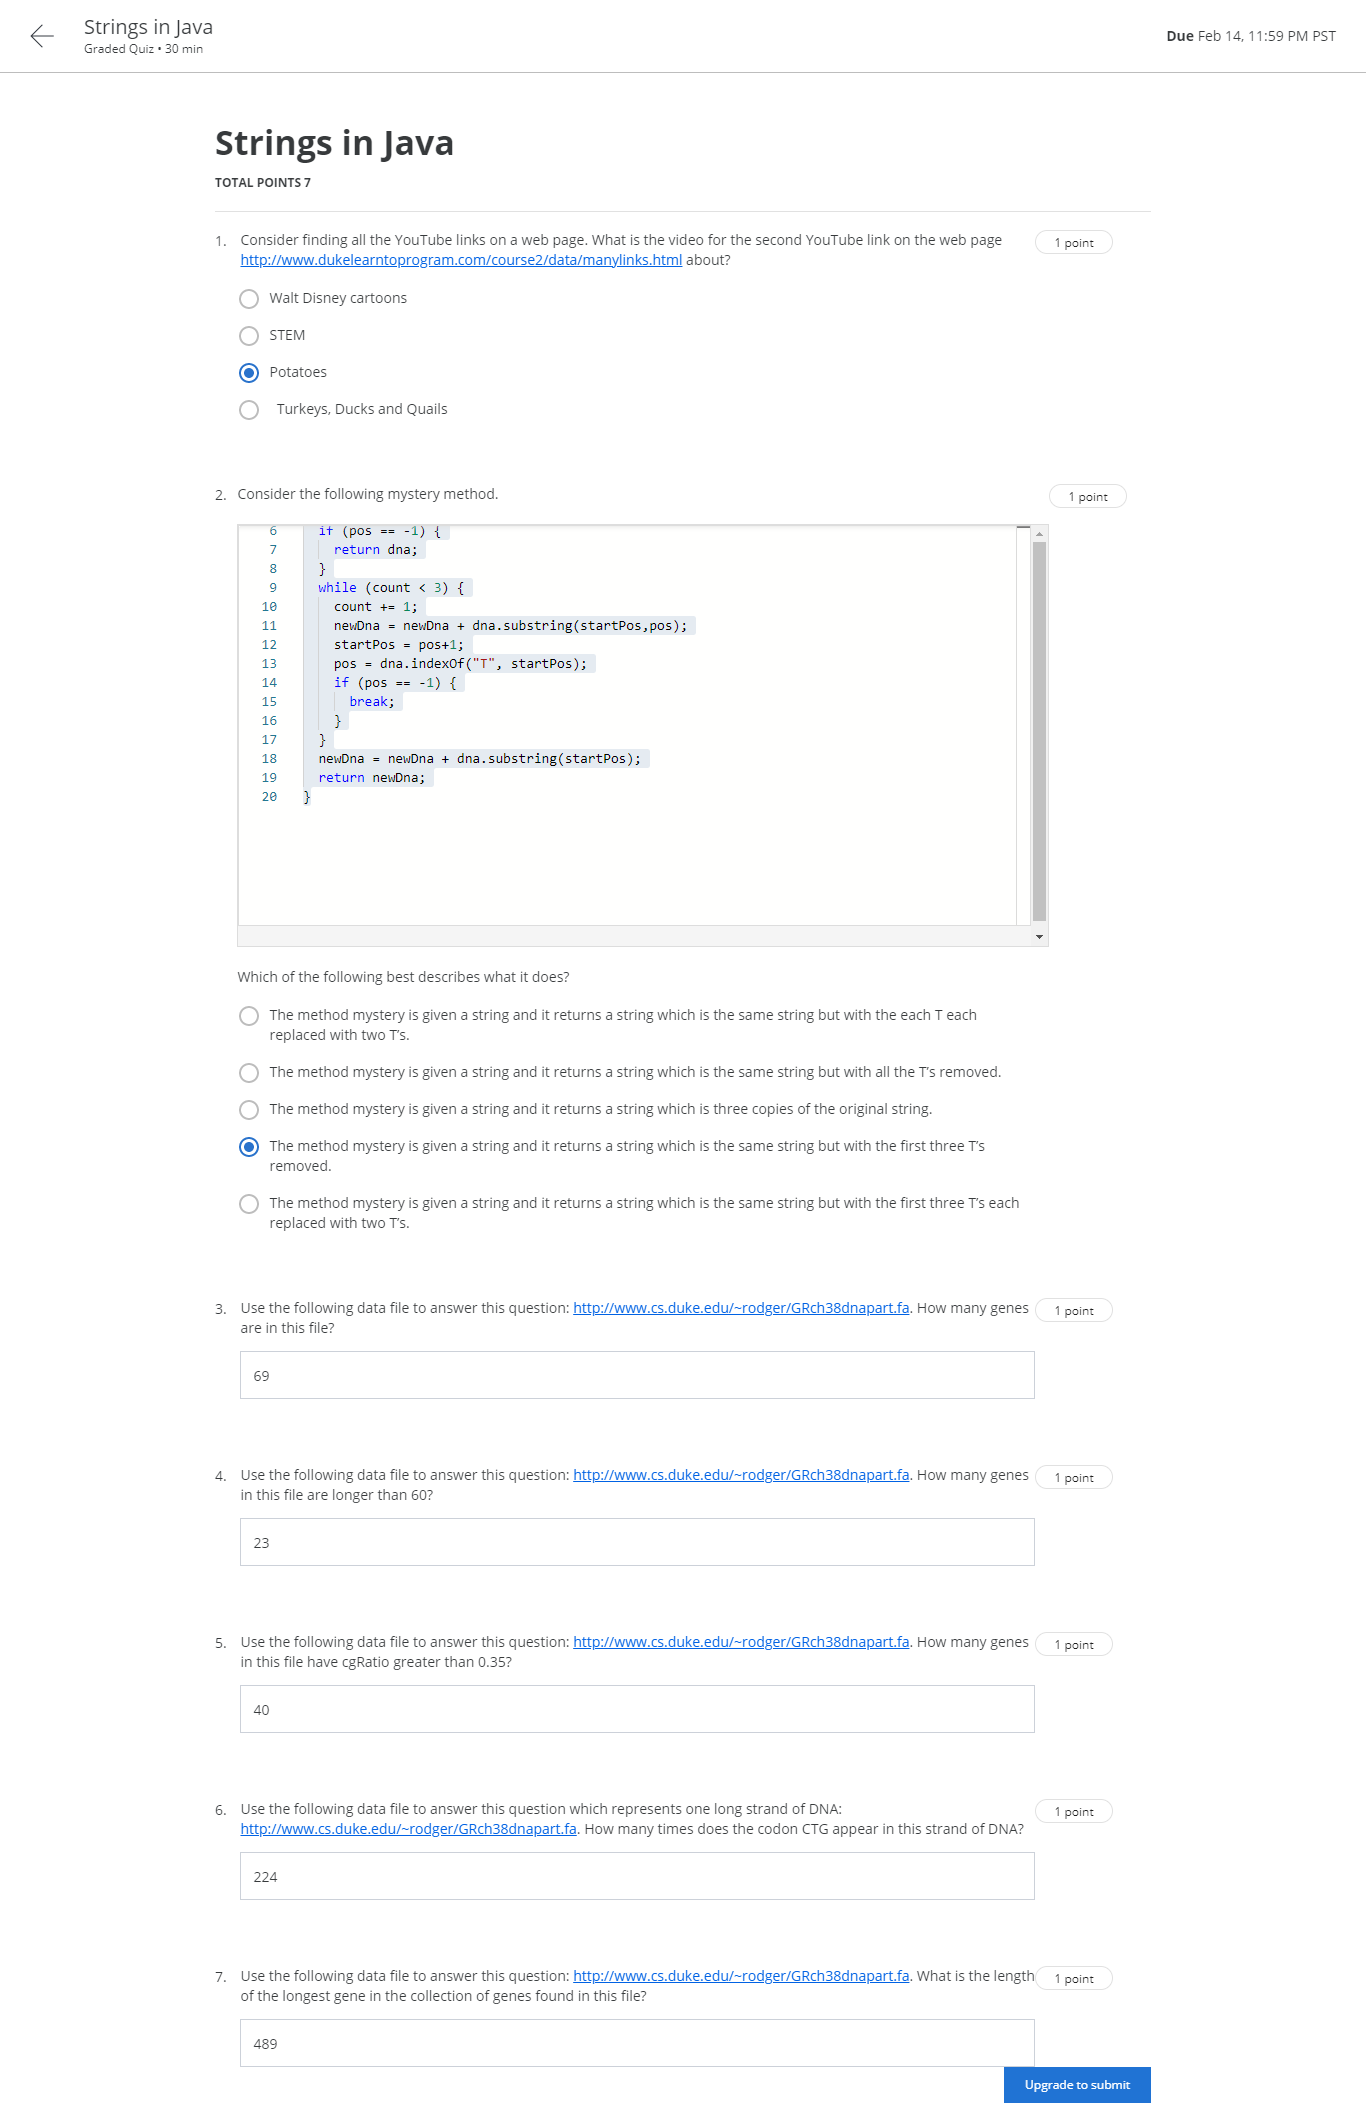 Strings in Java
Graded Quiz • 30 min
Due Feb 14, 11:59 PM PST
Strings in Java
TOTAL POINTS 7
1. Consider finding all the YouTube links on a web page. What is the video for the second YouTube link on the web page
http://www.dukelearntoprogram.com/course2/data/manylinks.html about?
1 point
Walt Disney cartoons
STEM
Potatoes
Turkeys, Ducks and Quails
2. Consider the following mystery method.
1 point
6 if (pos == -1) {
7 return dna;
8 }
9 while (count < 3) {
10 count += 1;
11 newDna = newDna + dna.substring(startPos,pos);
12 startPos = pos+1;
13 pos = dna.indexOf("T", startPos);
14 if (pos == -1) {
15 break;
16 }
17 }
18 newDna = newDna + dna.substring(startPos);
19 return newDna;
20 }
Which of the following best describes what it does?
The method mystery is given a string and it returns a string which is the same string but with the each T each
replaced with two T’s.
The method mystery is given a string and it returns a string which is the same string but with all the T’s removed.
The method mystery is given a string and it returns a string which is three copies of the original string.
The method mystery is given a string and it returns a string which is the same string but with the first three T’s
removed.
The method mystery is given a string and it returns a string which is the same string but with the first three T’s each
replaced with two T’s.
3. Use the following data file to answer this question: http://www.cs.duke.edu/~rodger/GRch38dnapart.fa. How many genes
are in this file?
1 point
69
4. Use the following data file to answer this question: http://www.cs.duke.edu/~rodger/GRch38dnapart.fa. How many genes
in this file are longer than 60?
1 point
23
5. Use the following data file to answer this question: http://www.cs.duke.edu/~rodger/GRch38dnapart.fa. How many genes
in this file have cgRatio greater than 0.35?
1 point
40
6. Use the following data file to answer this question which represents one long strand of DNA:
http://www.cs.duke.edu/~rodger/GRch38dnapart.fa. How many times does the codon CTG appear in this strand of DNA?
1 point
224
7. Use the following data file to answer this question: http://www.cs.duke.edu/~rodger/GRch38dnapart.fa. What is the length
of the longest gene in the collection of genes found in this file?
1 point
489
Upgrade to submit